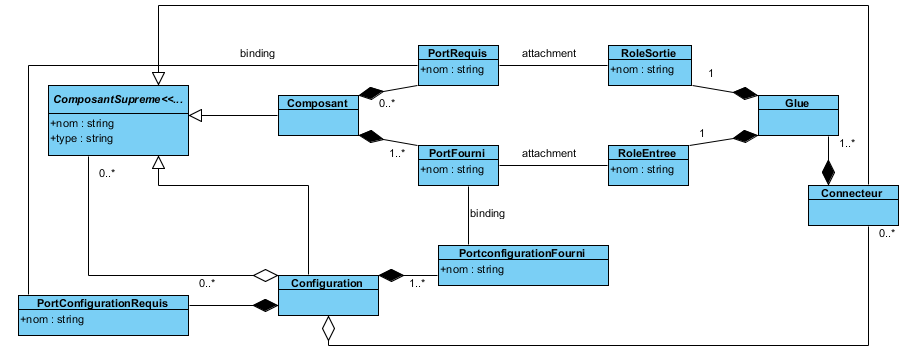 binding
PortRequis
+nom : string
attachment
RoleSortie
+nom : string
1
ComposantSupreme<<...
+nom : string
+type : string
Composant
0..*
Glue
1..*
PortFourni
+nom : string
attachment
RoleEntree
+nom : string
1
1..*
0..*
Connecteur
0..*
binding
PortconfigurationFourni
+nom : string
0..*
Configuration
1..*
PortConfigurationRequis
+nom : string